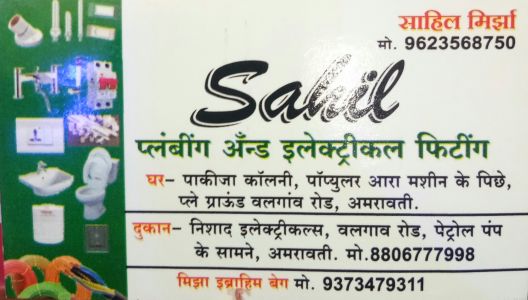 साहिल मिर्झा
मो. 9623568750
Sahil
प्लंबींग अँन्ड इलेक्ट्रीकल फिटींग
घर– पाकीजा कॉलनी, पॉप्युलर आरा मशीन के पिछे,
प्ले ग्राऊंड वलगांव रोड, अमरावती.
दुकान– निशाद इलेक्ट्रीकल्स, वलगाव रोड, पेट्रोल पंप
के सामने, अमरावती. मो.8806777998
मिझा इब्राहिम बेग मो. 9373479311